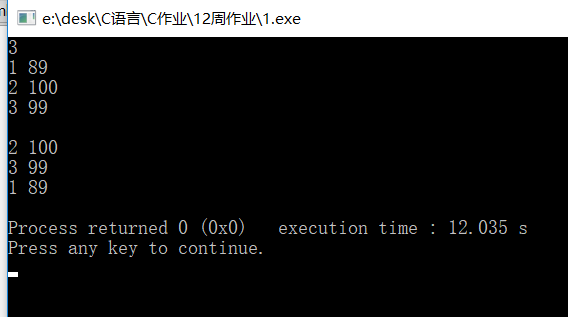 e:\desk\C语言\C作业\12周作业\1.exe
3
1 89
2 100
3 99
2 100
3 99
1 89
Process returned 0 (0x0)   execution time : 12.035 s
Press any key to continue.